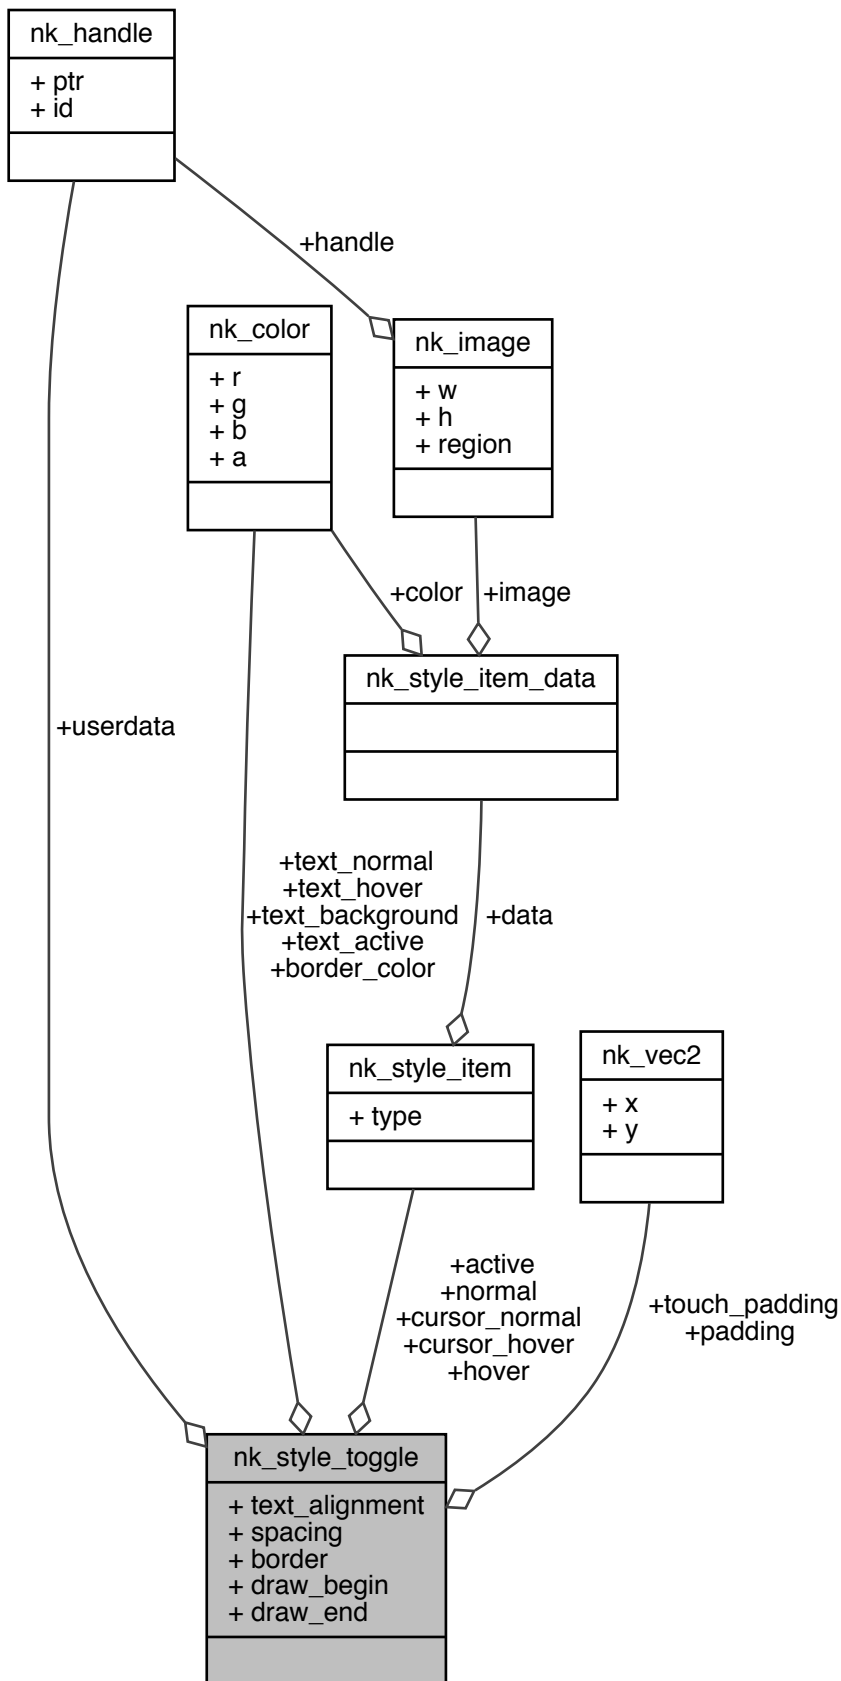 nk_handle
+ ptr
+ id
+handle
nk_color
+ r
+ g
+ b
+ a
nk_image
+ w
+ h
+ region
+color
+image
nk_style_item_data
+userdata
+text_normal
+text_hover
+text_background
+text_active
+border_color
+data
nk_style_item
+ type
nk_vec2
+ x
+ y
+active
+normal
+cursor_normal
+cursor_hover
+hover
+touch_padding
+padding
nk_style_toggle
+ text_alignment
+ spacing
+ border
+ draw_begin
+ draw_end